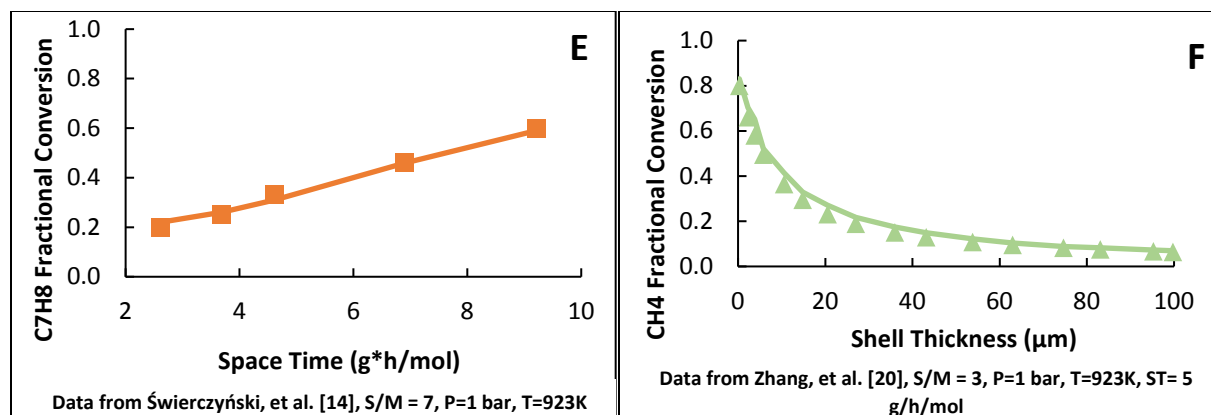 C7H8 Fractional Conversion
1.0
0.8
0.6
0.4
0.2
0.0
E
2
4
6
8
10
Space Time (g*h/mol)
Data from Świerczyński, et al. [14], S/M = 7, P=1 bar, T=923K
CH4 Fractional Conversion
1.0
0.8
0.6
0.4
0.2
0.0
F
0
20
40
60
80
100
Shell Thickness (µm)
Data from Zhang, et al. [20], S/M = 3, P=1 bar, T=923K, ST= 5
g/h/mol